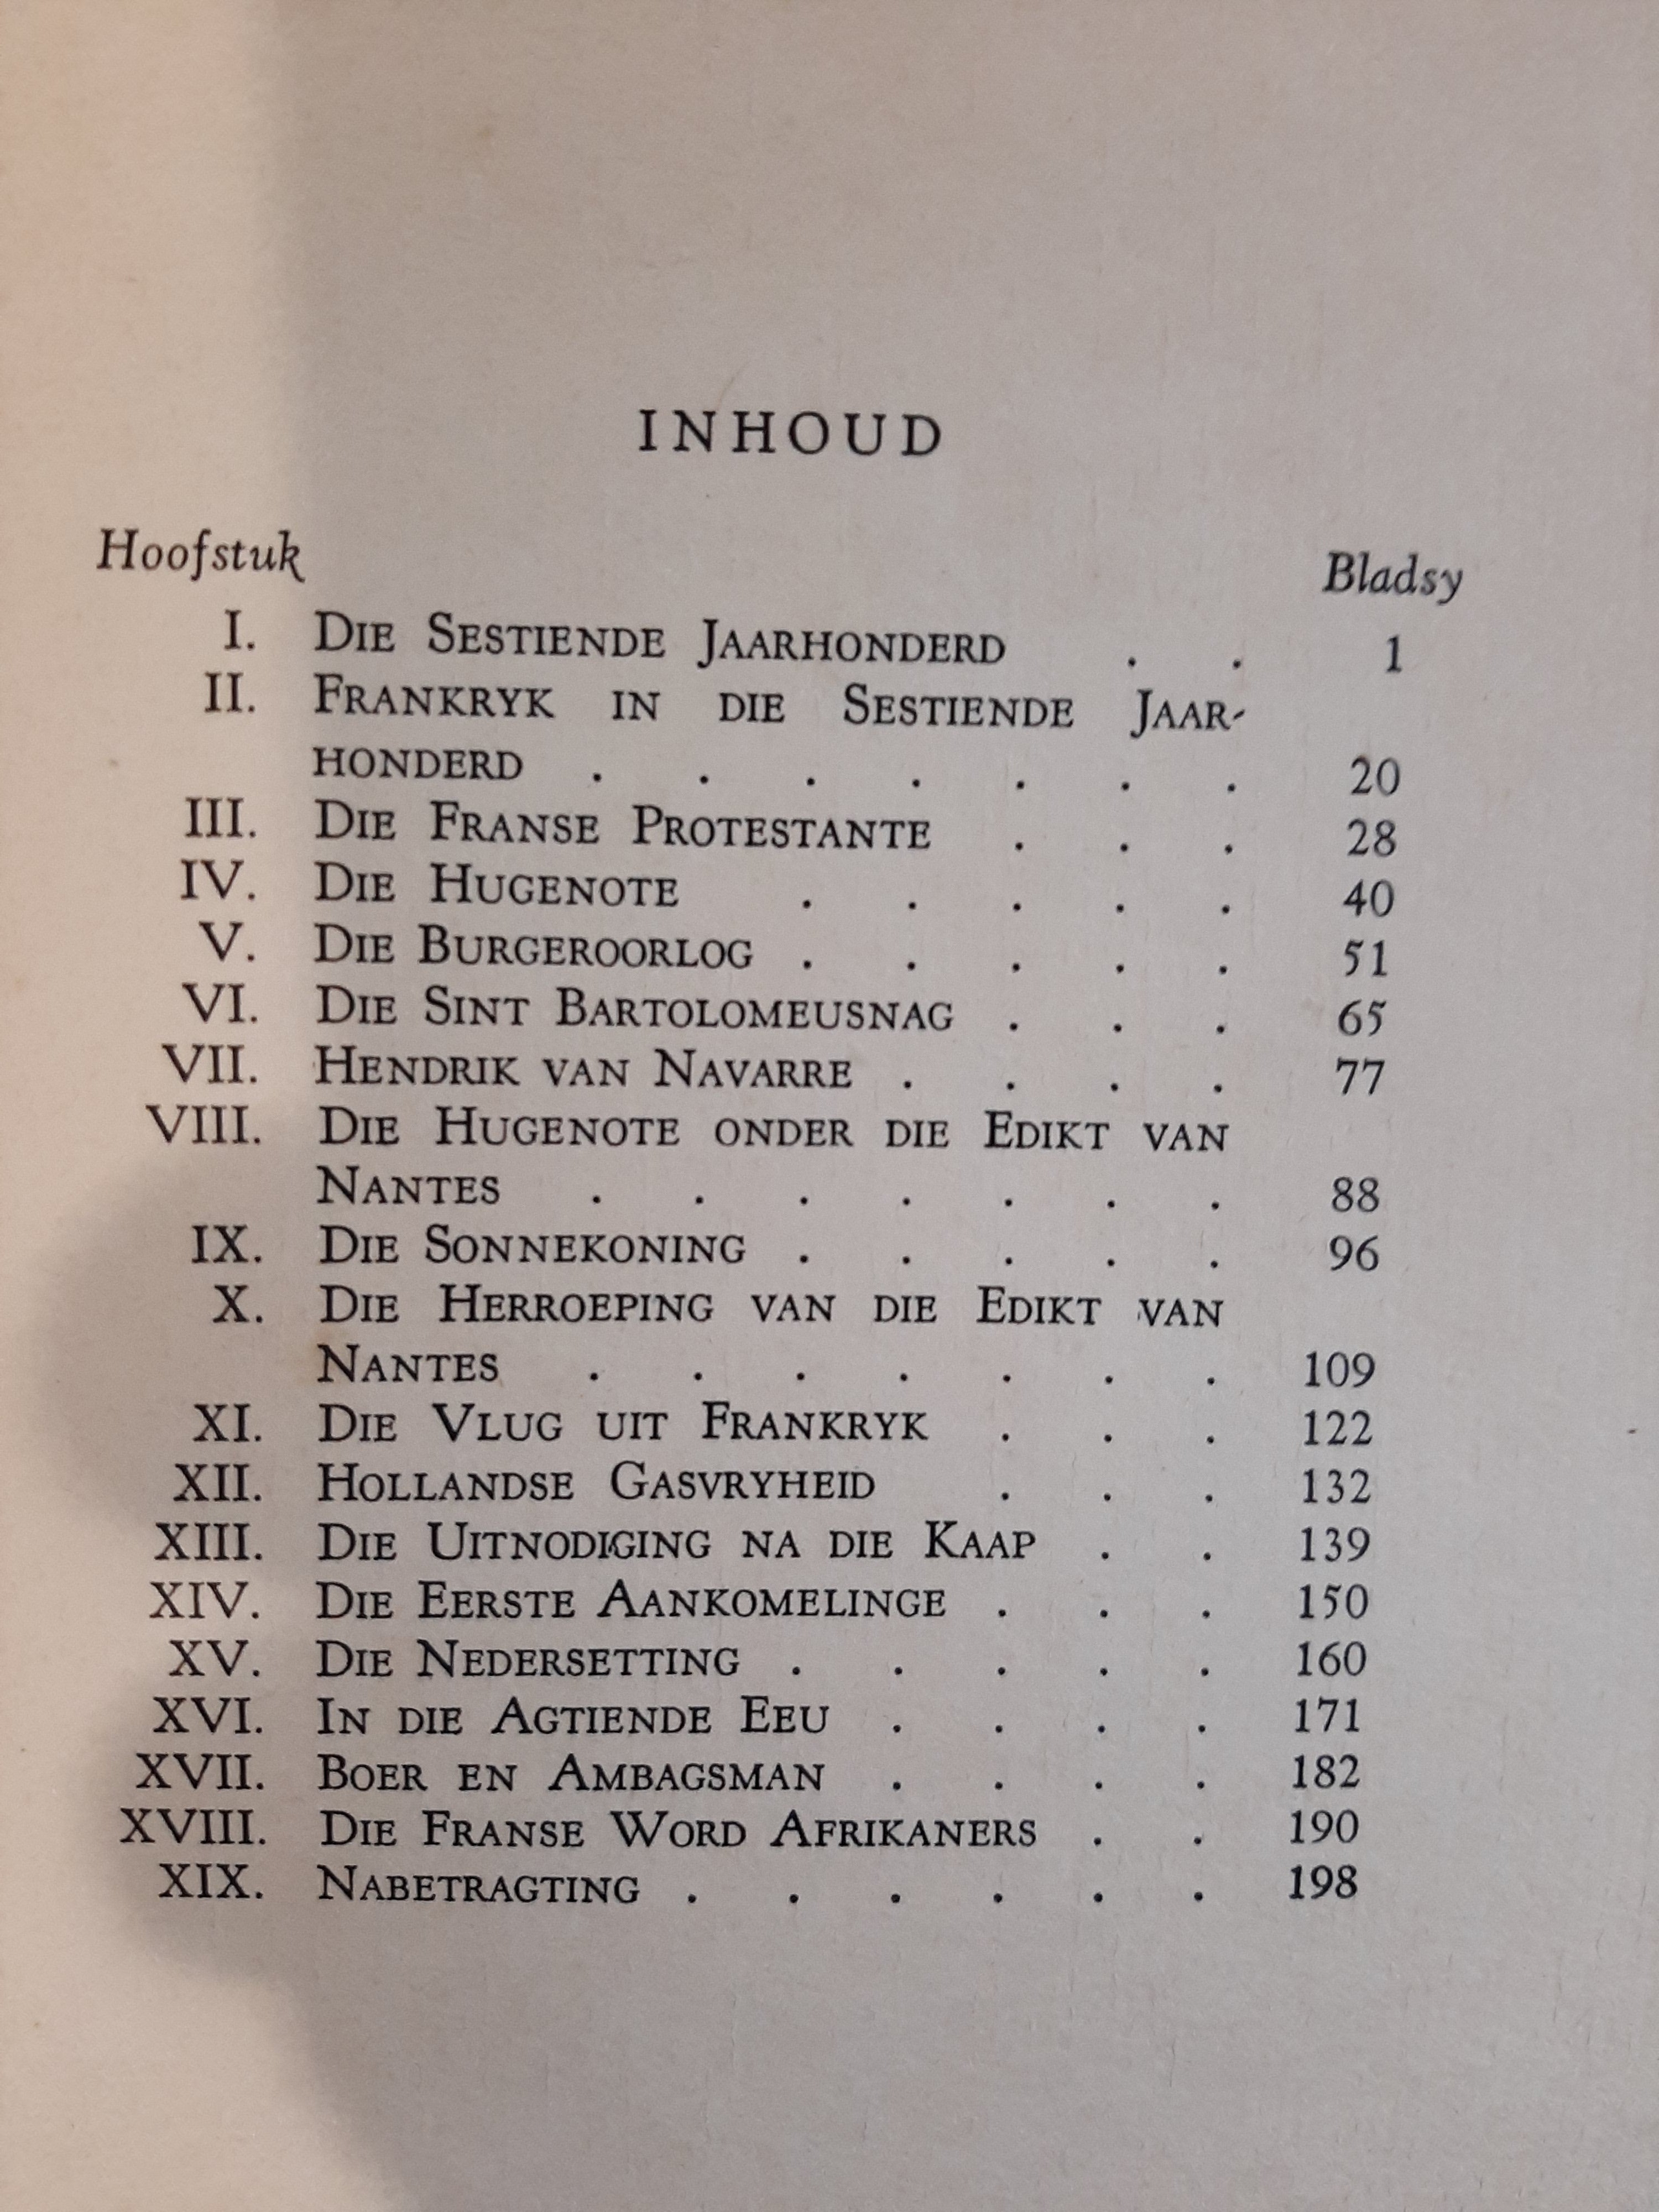 INHOUD
Hoofstuk Bladsy
I. Die Sestiende Jaarhonderd . . 1
II. Frankryk in die Sestiende Jaar-
honderd . . . . . . . 20
III. Die Franse Protestante . . . 28
IV. Die Hugenote . . . . . 40
V. Die Burgeroorlog . . . . . 51
VI. Die Sint Bartolomeusnag . . . 65
VII. Hendrik van Navarre . . . . 77
VIII. Die Hugenote onder die Edikt van
Nantes . . . . . . . 88
IX. Die Sonnekoning . . . . . 96
X. Die Herroeping van die Edikt van
Nantes . . . . . . . 109
XI. Die Vlug uit Frankryk . . . 122
XII. Hollandse Gasvryheid . . . 132
XIII. Die Uitnodiging na die Kaap . . 139
XIV. Die Eerste Aankomelinge . . . 150
XV. Die Nedersetting . . . . . 160
XVI. In die Agtiende Eeu . . . . 171
XVII. Boer en Ambagsman . . . . 182
XVIII. Die Franse Word Afrikaners . . 190
XIX. Nabetragting . . . . . . 198